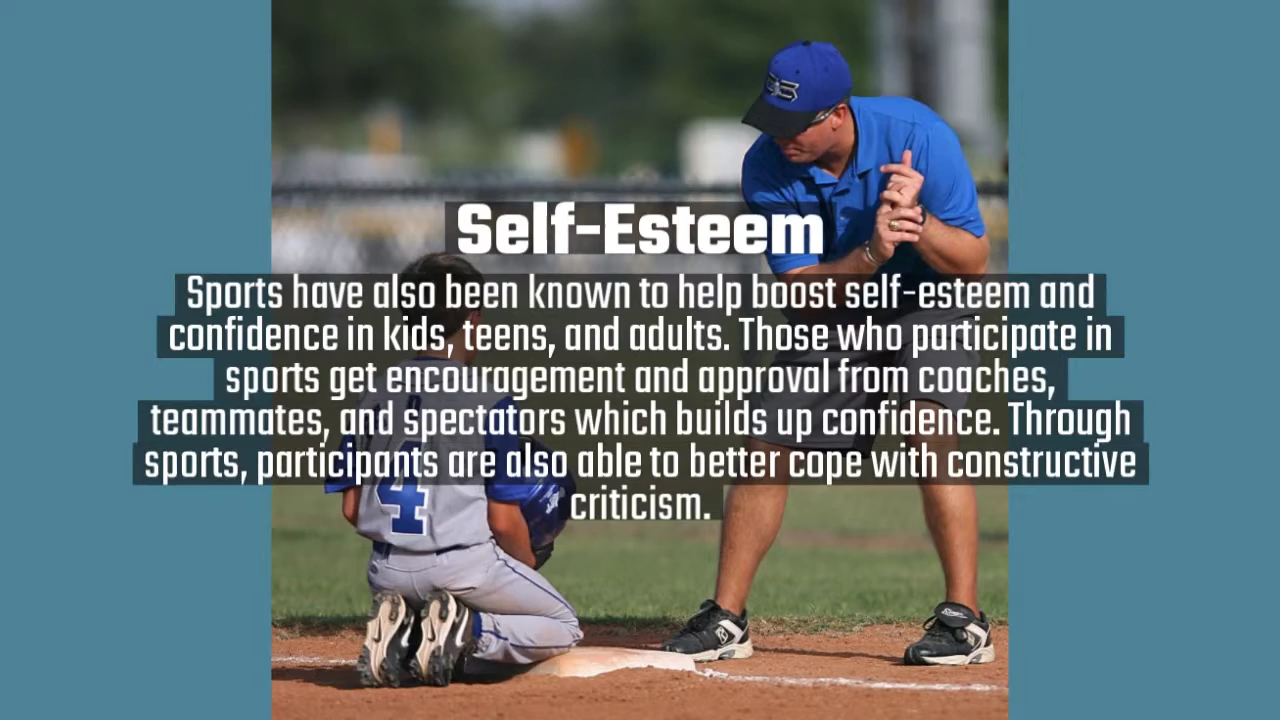 Self-Esteem
Sports have also been known to help boost self-esteem and
confidence in kids, teens, and adults. Those who participate in
sports get encouragement and approval from coaches,
teammates, and spectators which builds up confidence. Through
sports, participants are also able to better cope with constructive
criticism.
4